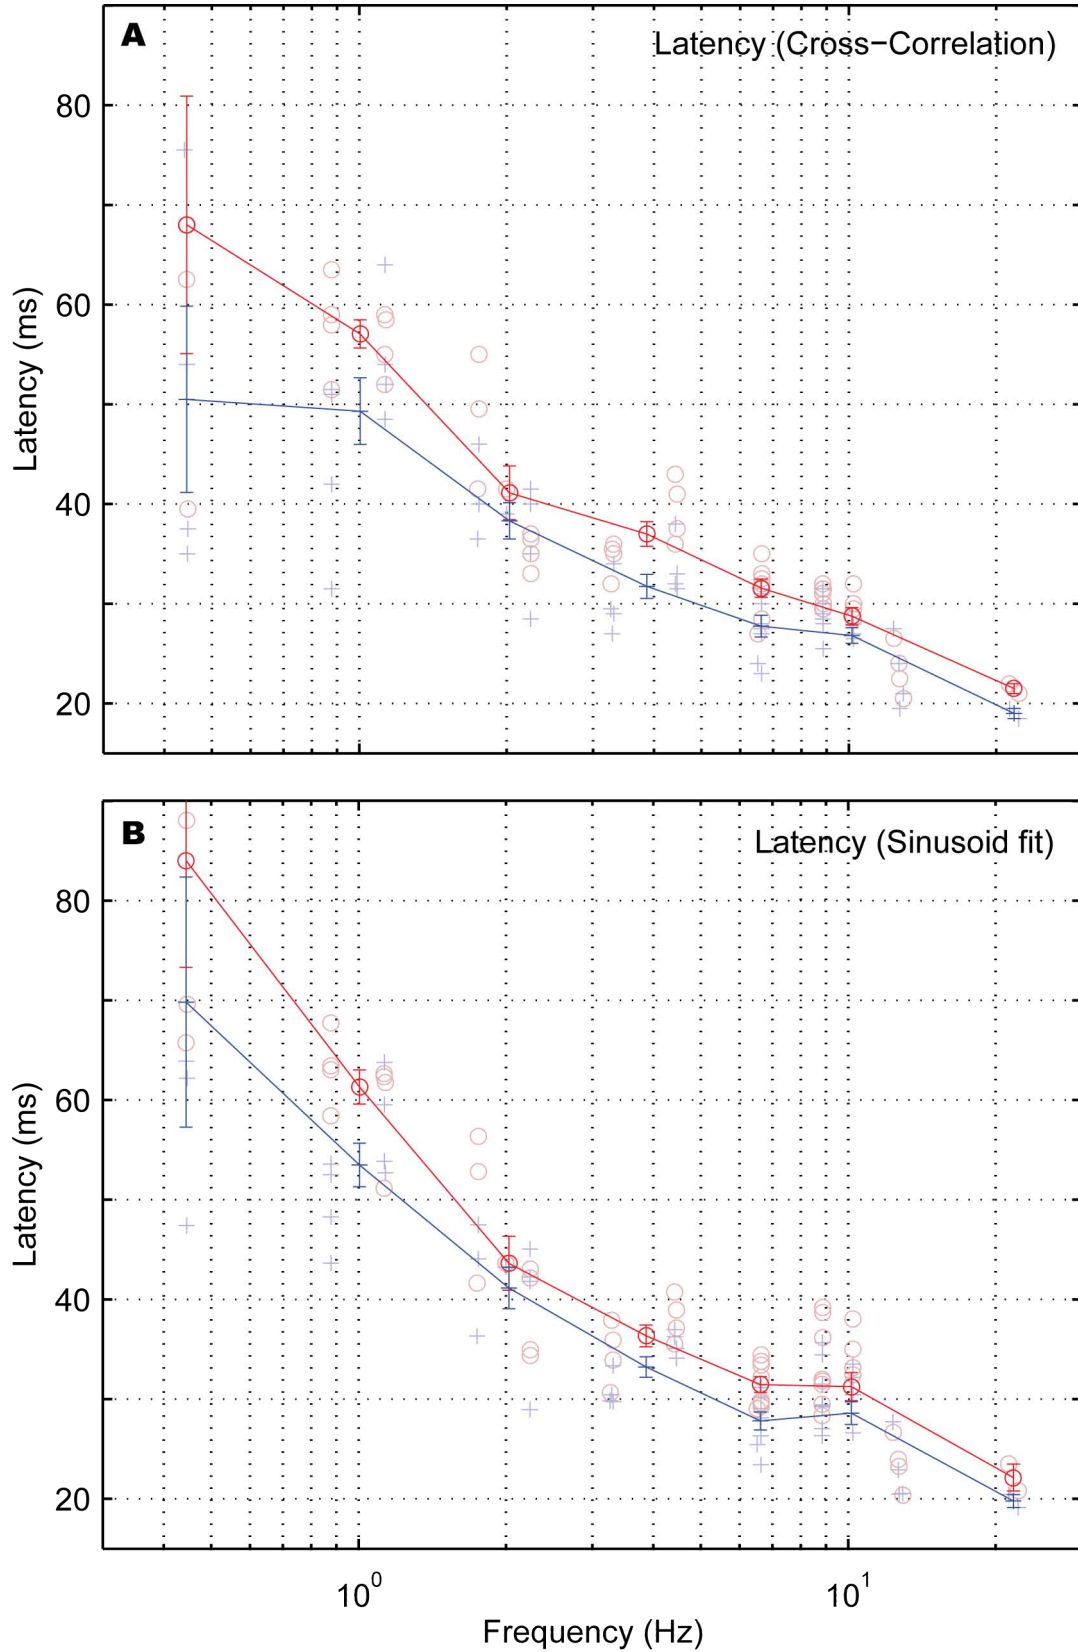 A
Latency (Cross−Correlation)
80
60
40
20
Latency (ms)
B
Latency (Sinusoid fit)
80
60
40
20
Latency (ms)
10^0
10^1
Frequency (Hz)